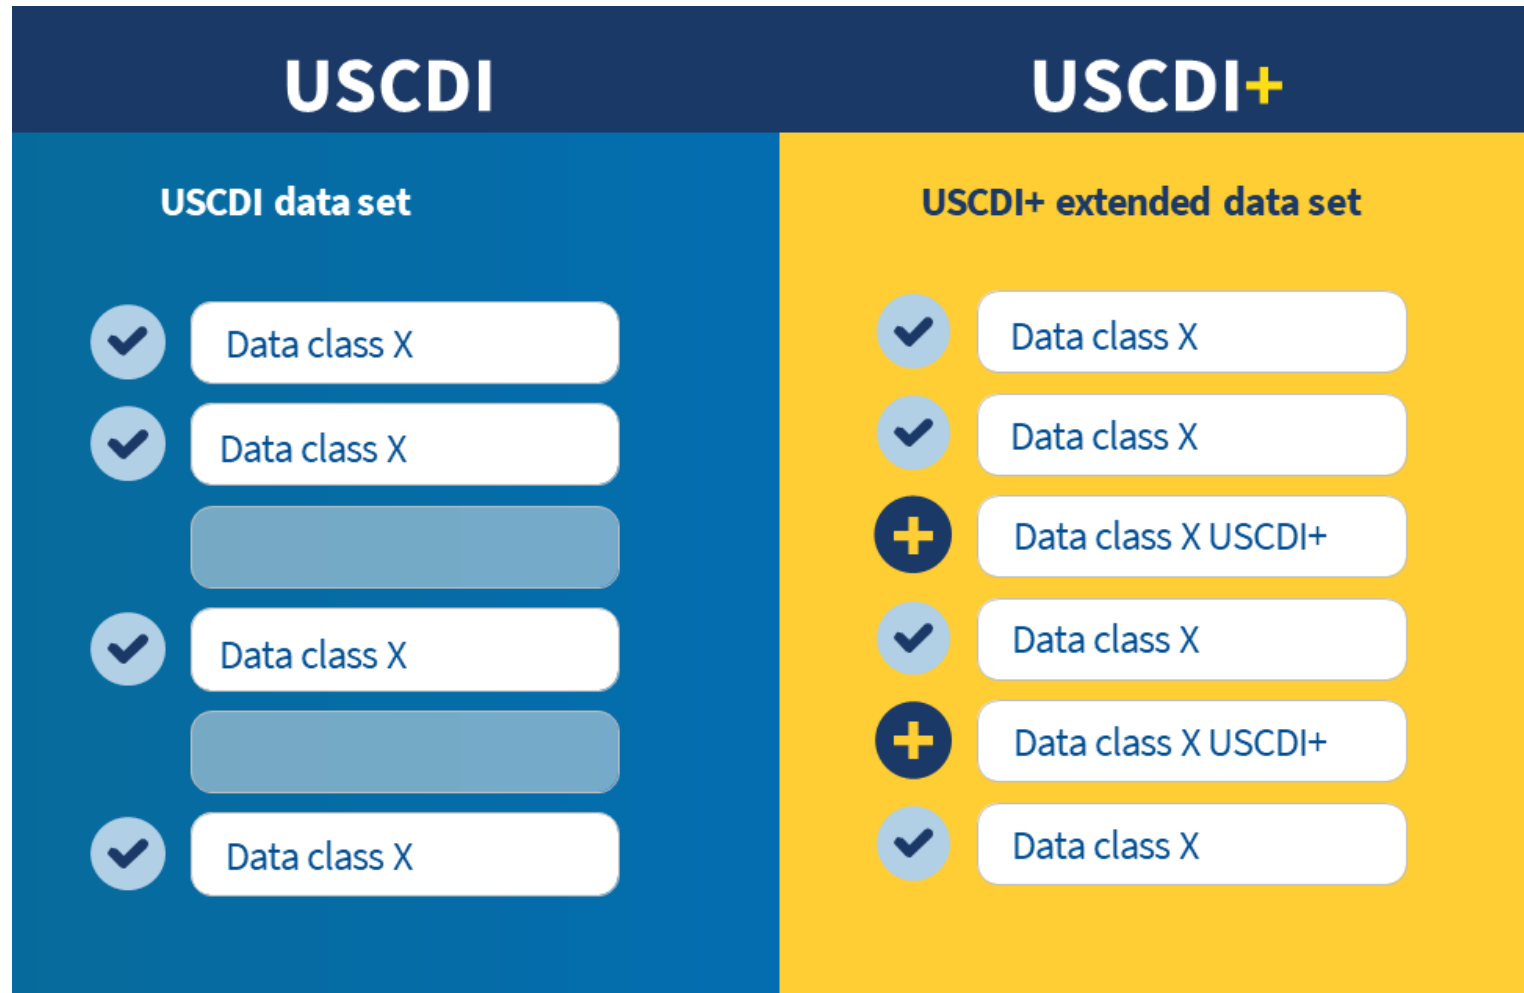 USCDI
USCDI data set
Data class X
Data class X
Data class X
Data class X
USCDI+
USCDI+ extended data set
Data class X
Data class X
Data class X USCDI+
Data class X
Data class X USCDI+
Data class X